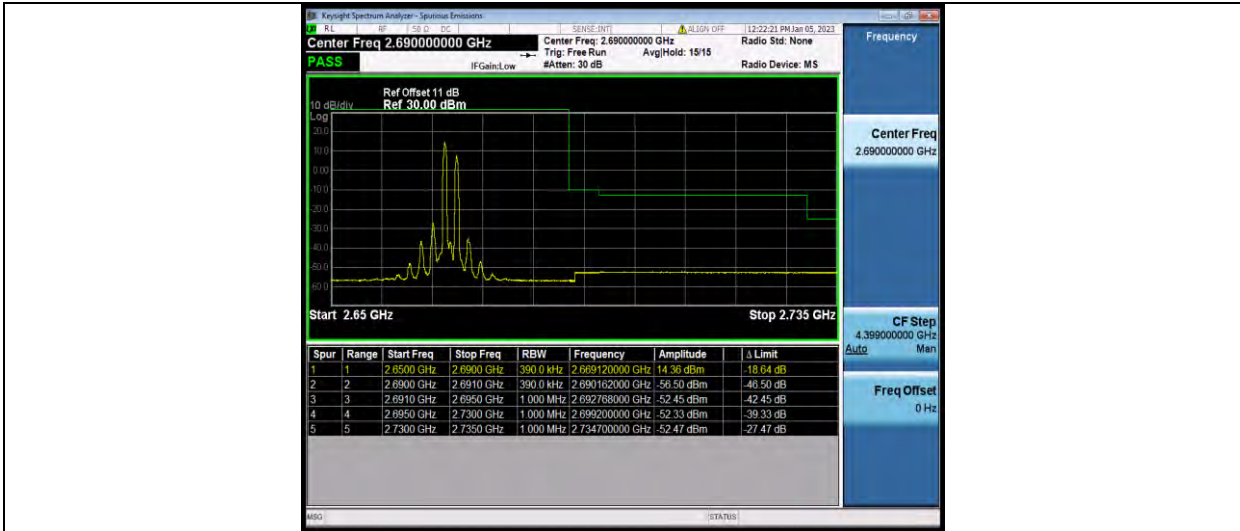 Keysight Spectrum Analyzer - Spurious Emissions
RL RF 50 Ω DC SENSE:INT ALIGN OFF 12:22:21 PM Jan 05, 2023
Center Freq 2.690000000 GHz
Center Freq: 2.690000000 GHz Radio Std: None
Trig: Free Run Avg|Hold: 15/15
PASS IFGain:Low #Atten: 30 dB Radio Device: MS
Frequency
Ref Offset 11 dB
10 dB/div Ref 30.00 dBm
Log
20.0
10.0
0.00
-10.0
-20.0
-30.0
-40.0
-50.0
-60.0
Start 2.65 GHz Stop 2.735 GHz
Center Freq
2.690000000 GHz
CF Step
4.399000000 GHz
Auto Man
Freq Offset
0 Hz
Spur Range Start Freq Stop Freq RBW Frequency Amplitude Δ Limit
1 1 2.6500 GHz 2.6900 GHz 390.0 kHz 2.669120000 GHz 14.36 dBm -18.64 dB
2 2 2.6900 GHz 2.6910 GHz 390.0 kHz 2.690162000 GHz -56.50 dBm -46.50 dB
3 3 2.6910 GHz 2.6950 GHz 1.000 MHz 2.692768000 GHz -52.45 dBm -42.45 dB
4 4 2.6950 GHz 2.7300 GHz 1.000 MHz 2.699200000 GHz -52.33 dBm -39.33 dB
5 5 2.7300 GHz 2.7350 GHz 1.000 MHz 2.734700000 GHz -52.47 dBm -27.47 dB
MSG STATUS